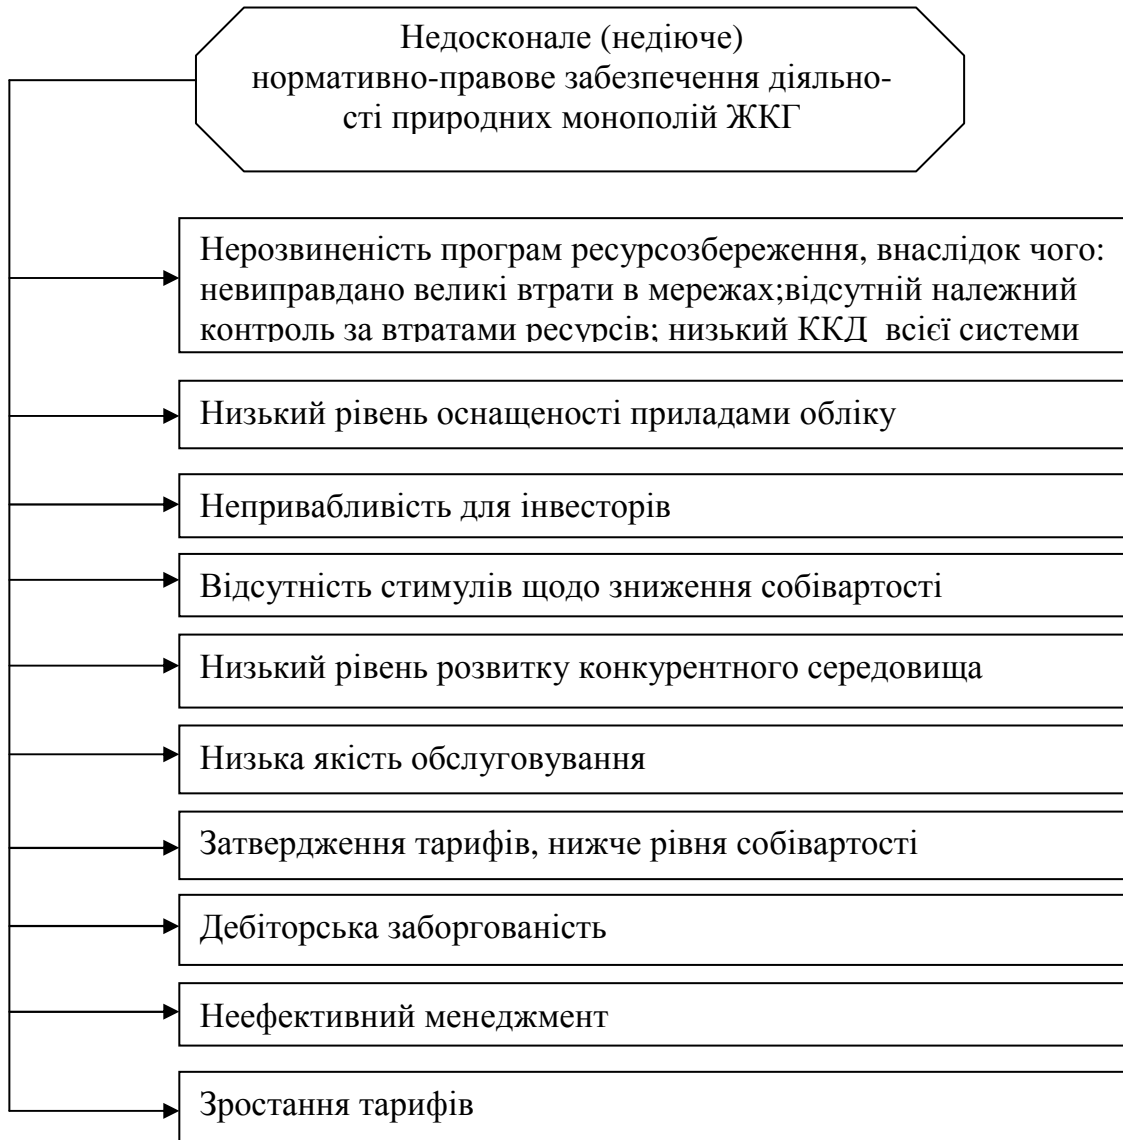 Недосконале (недіюче)
нормативно-правове забезпечення діяльно-
сті природних монополій ЖКГ
Нерозвиненість програм ресурсозбереження, внаслідок чого:
невиправдано великі втрати в мережах;відсутній належний
контроль за втратами ресурсів; низький ККД всієї системи
Низький рівень оснащеності приладами обліку
Непривабливість для інвесторів
Відсутність стимулів щодо зниження собівартості
Низький рівень розвитку конкурентного середовища
Низька якість обслуговування
Затвердження тарифів, нижче рівня собівартості
Дебіторська заборгованість
Неефективний менеджмент
Зростання тарифів